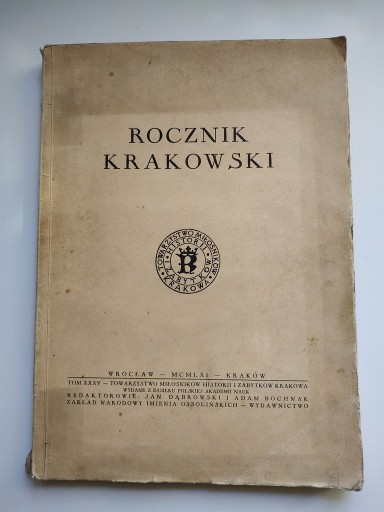 ROCZNIK
KRAKOWSKI
TOWARZYSTWO MIŁOŚNIKÓW
HISTORII
I ZABYTKÓW
KRAKOWA
WROCŁAW — MCMLXI — KRAKÓW
TOM XXXV — TOWARZYSTWO MIŁOŚNIKÓW HISTORII I ZABYTKÓW KRAKOWA
WYDANE Z ZASIŁKU POLSKIEJ AKADEMII NAUK
REDAKTOROWIE: JAN DĄBROWSKI I ADAM BOCHNAK
ZAKŁAD NARODOWY IMIENIA OSSOLIŃSKICH — WYDAWNICTWO